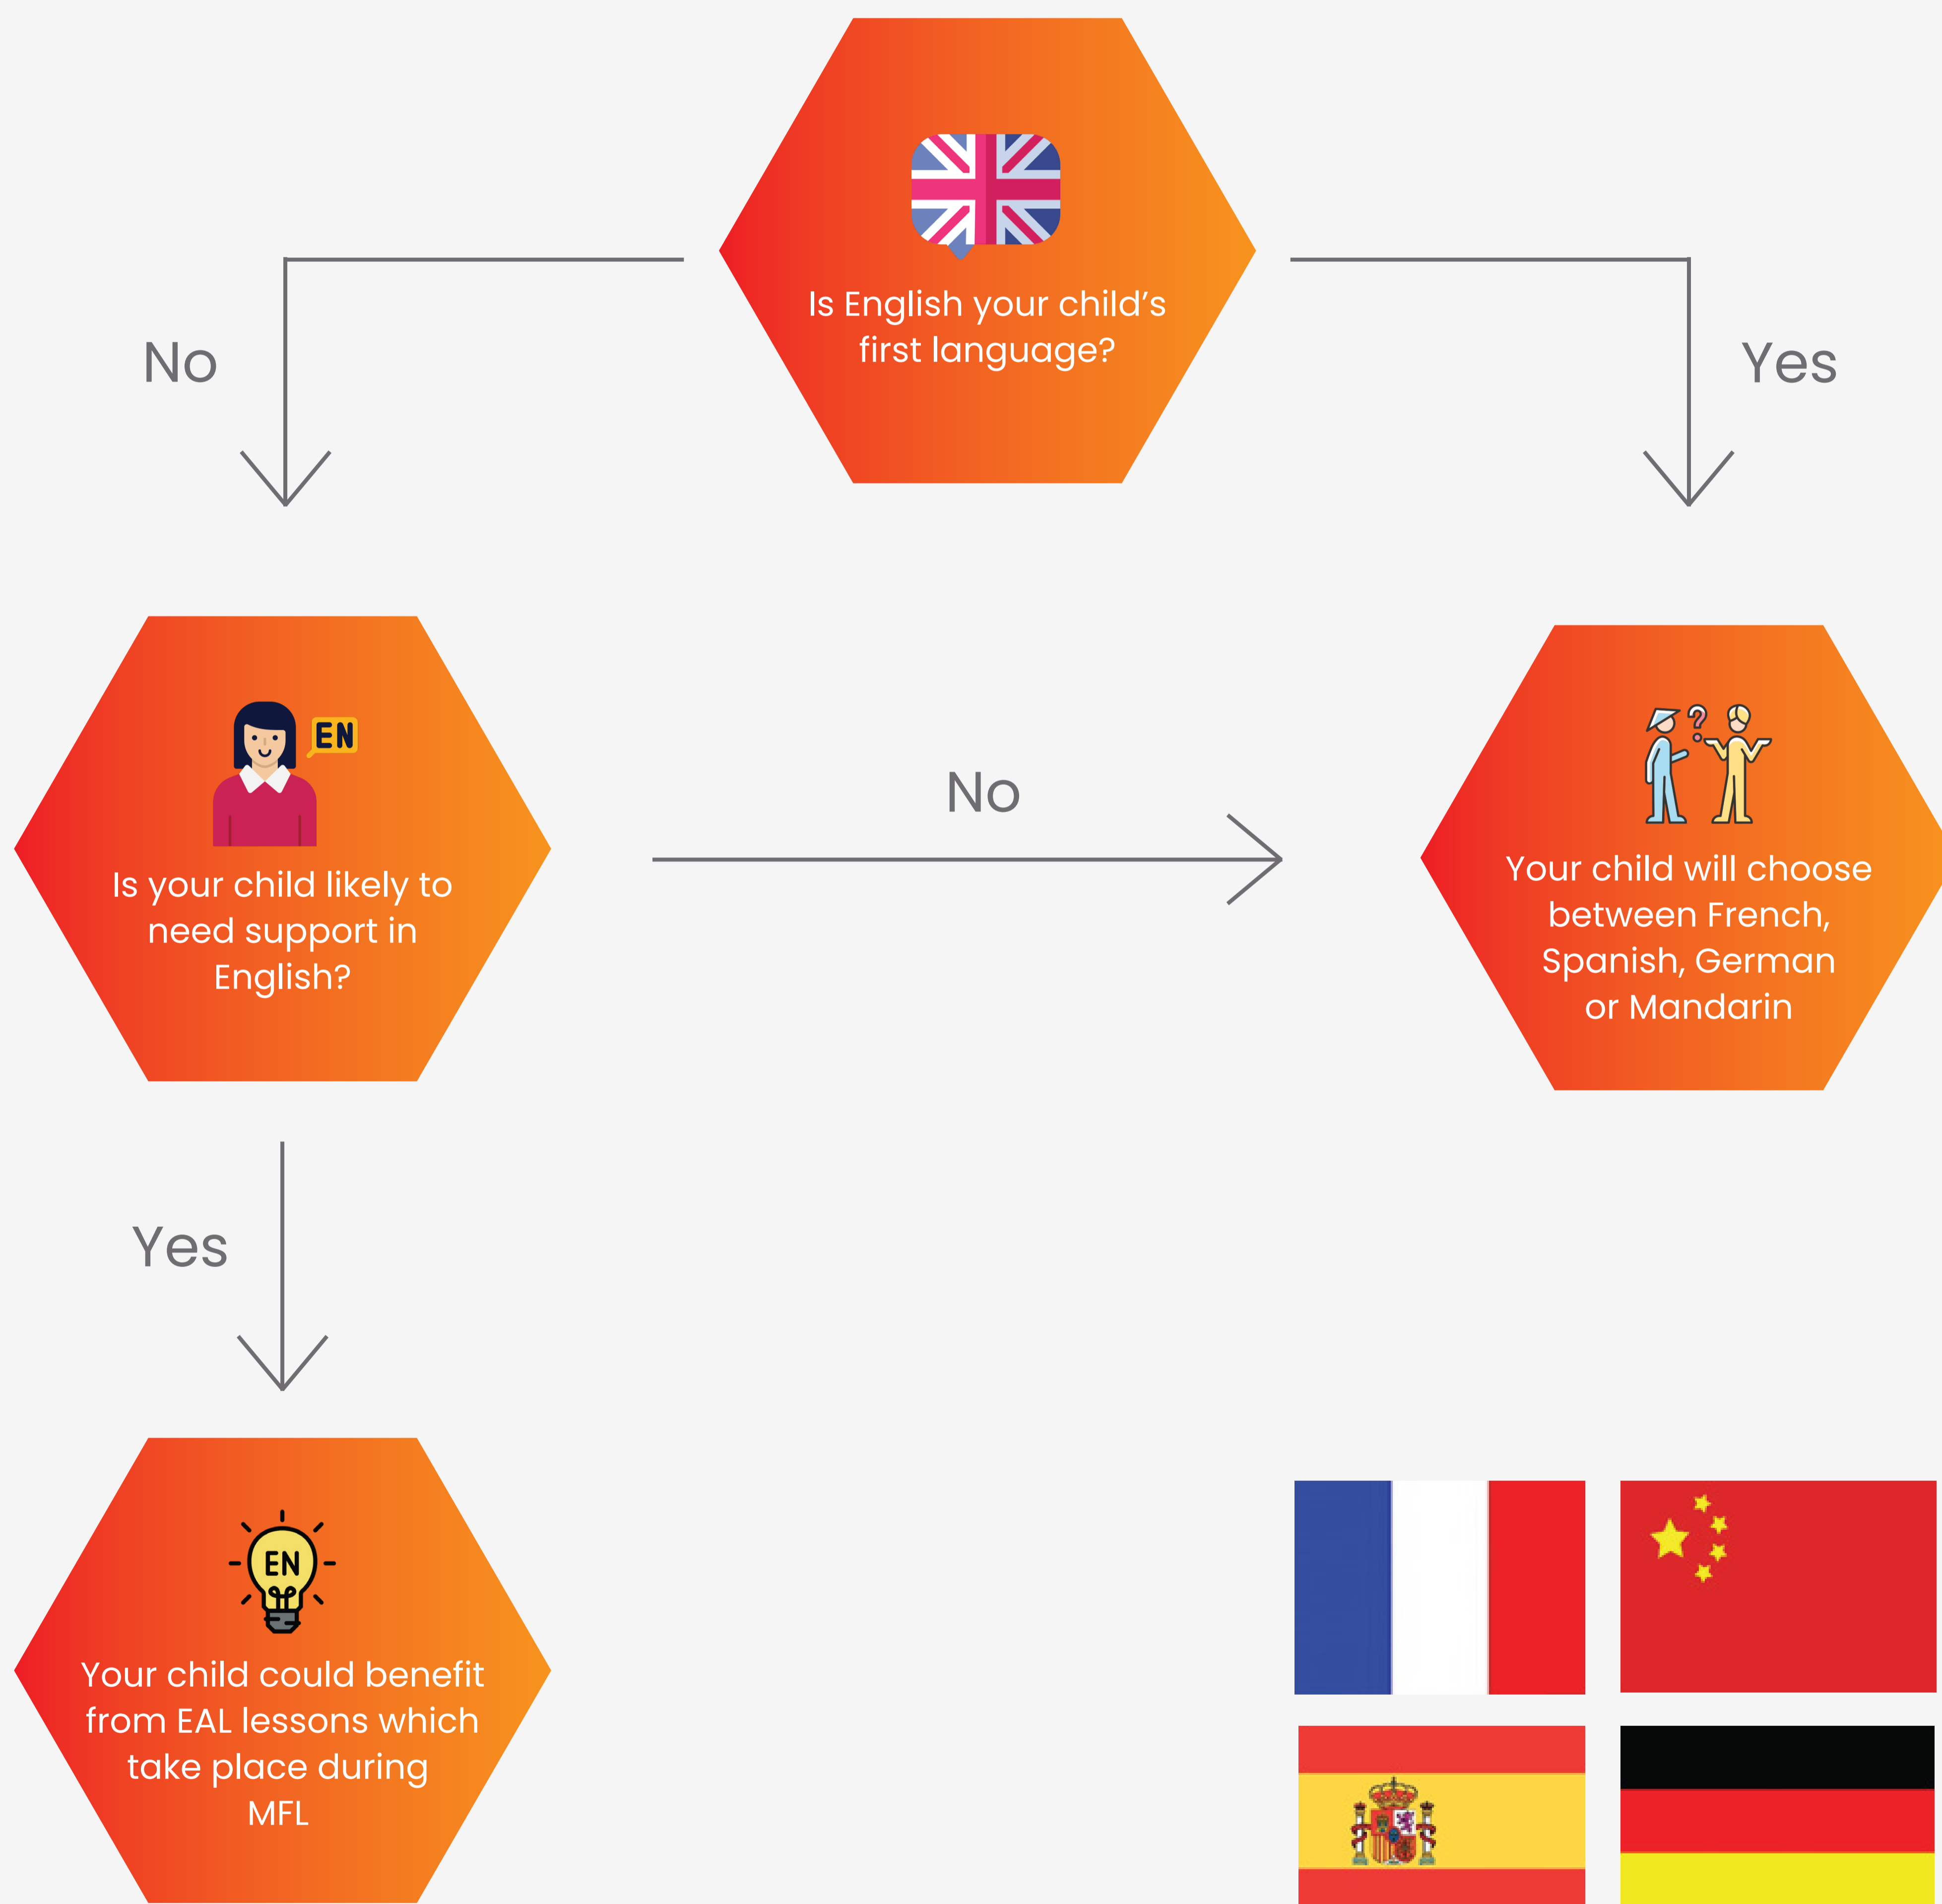 Is English your child's
first language?
No
Yes
EN
Is your child likely to
need support in
English?
No
Your child will choose
between French,
Spanish, German
or Mandarin
Yes
EN
Your child could benefit
from EAL lessons which
take place during
MFL